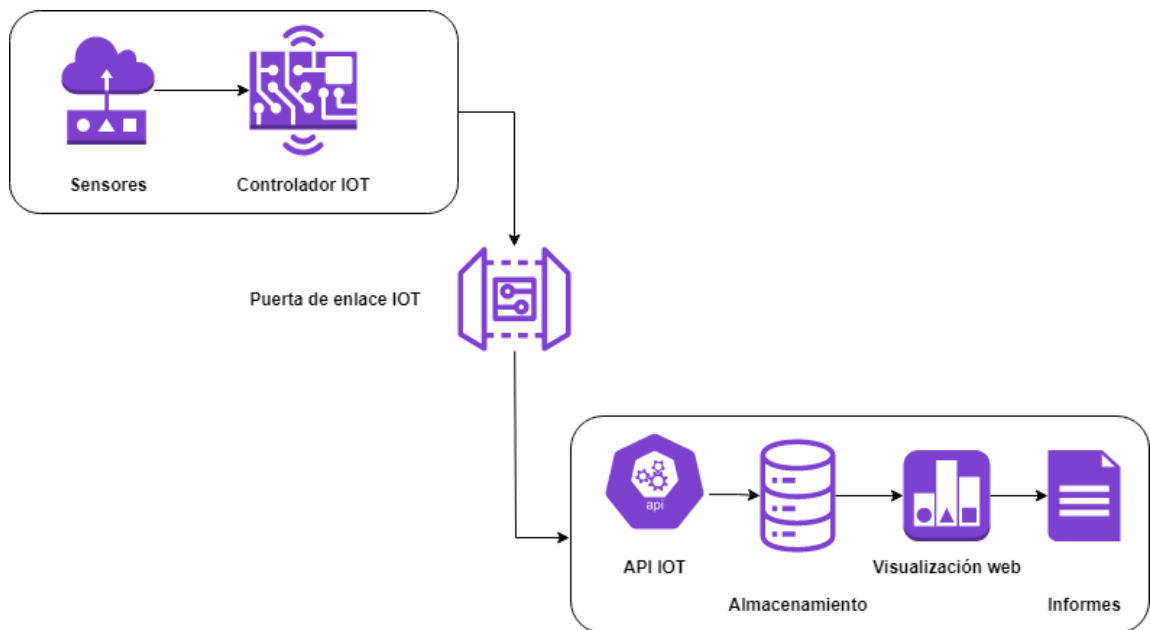 Sensores
Controlador IOT
Puerta de enlace IOT
api
API IOT
Almacenamiento
Visualización web
Informes